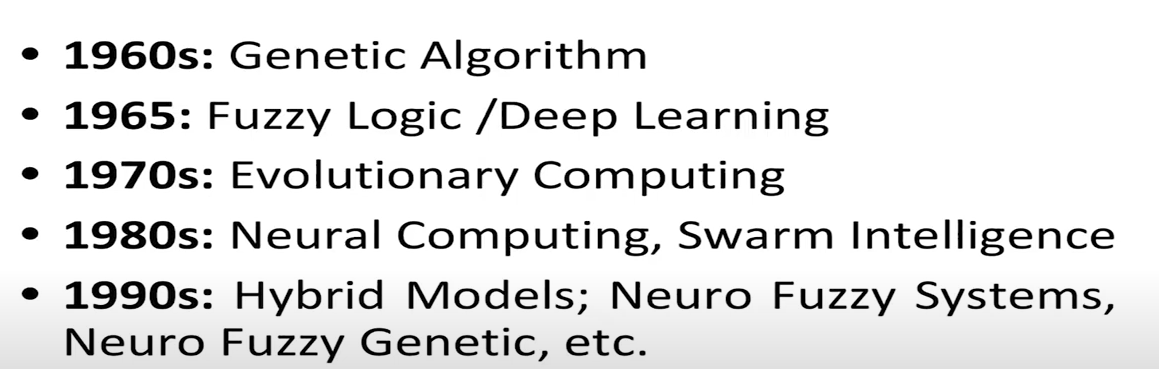 • 1960s: Genetic Algorithm
• 1965: Fuzzy Logic /Deep Learning
• 1970s: Evolutionary Computing
• 1980s: Neural Computing, Swarm Intelligence
• 1990s: Hybrid Models; Neuro Fuzzy Systems,
Neuro Fuzzy Genetic, etc.